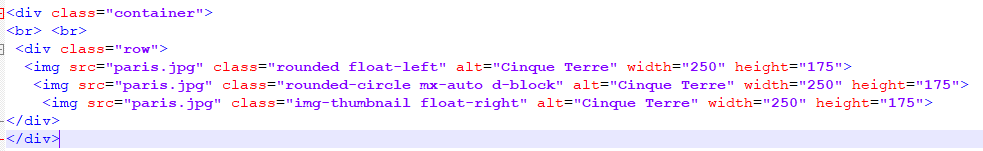 <div class="container">
<br> <br>
<div class="row">
<img src="paris.jpg" class="rounded float-left" alt="Cinque Terre" width="250" height="175">
<img src="paris.jpg" class="rounded-circle mx-auto d-block" alt="Cinque Terre" width="250" height="175">
<img src="paris.jpg" class="img-thumbnail float-right" alt="Cinque Terre" width="250" height="175">
</div>
</div>